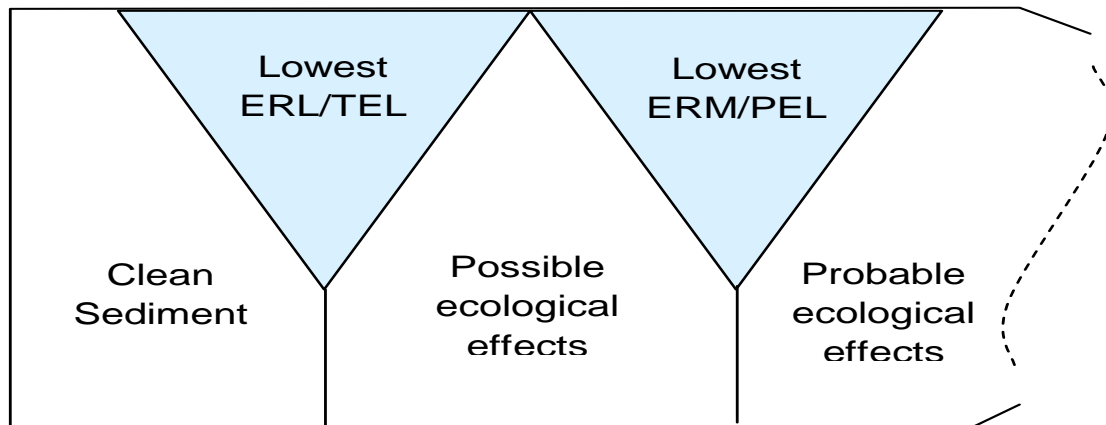 Lowest
ERL/TEL
Lowest
ERM/PEL
Clean
Sediment
Possible
ecological
effects
Probable
ecological
effects